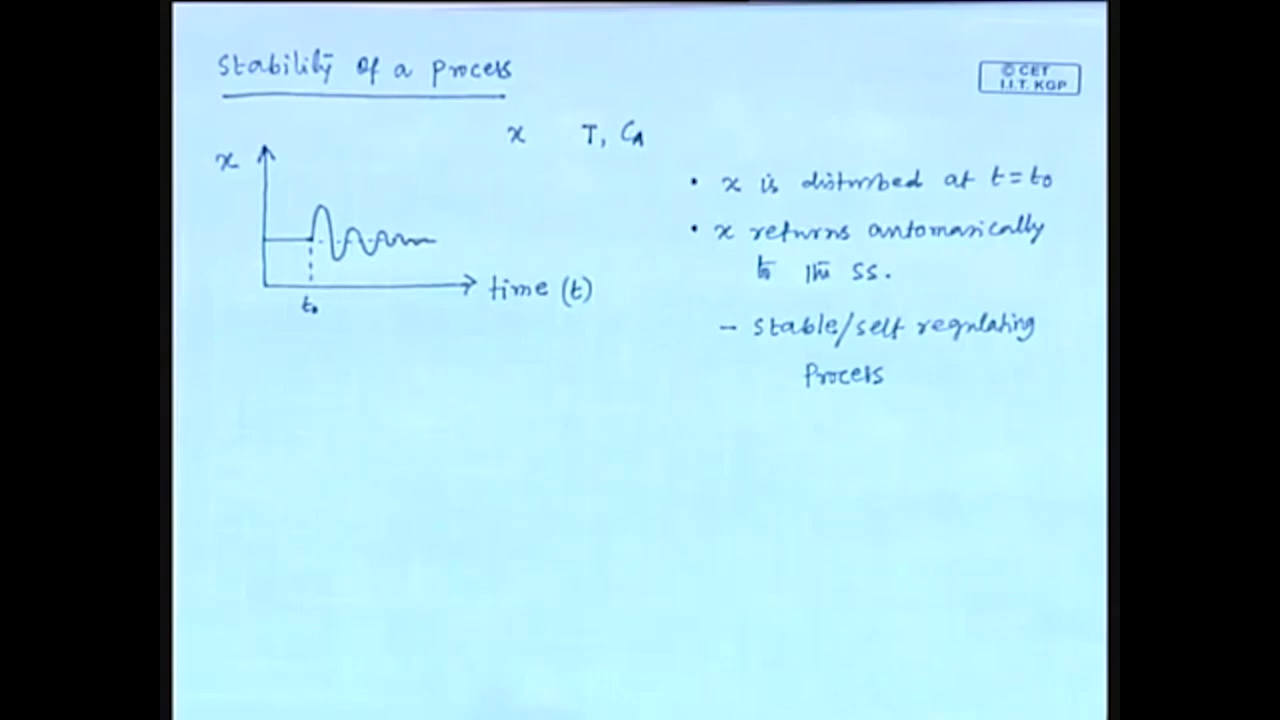 Stability of a process
© CET
I.I.T. KGP
x T, CA
x
• x is disturbed at t = t0
• x returns automatically
to the SS.
time (t)
t0
- stable/self regulating
Process